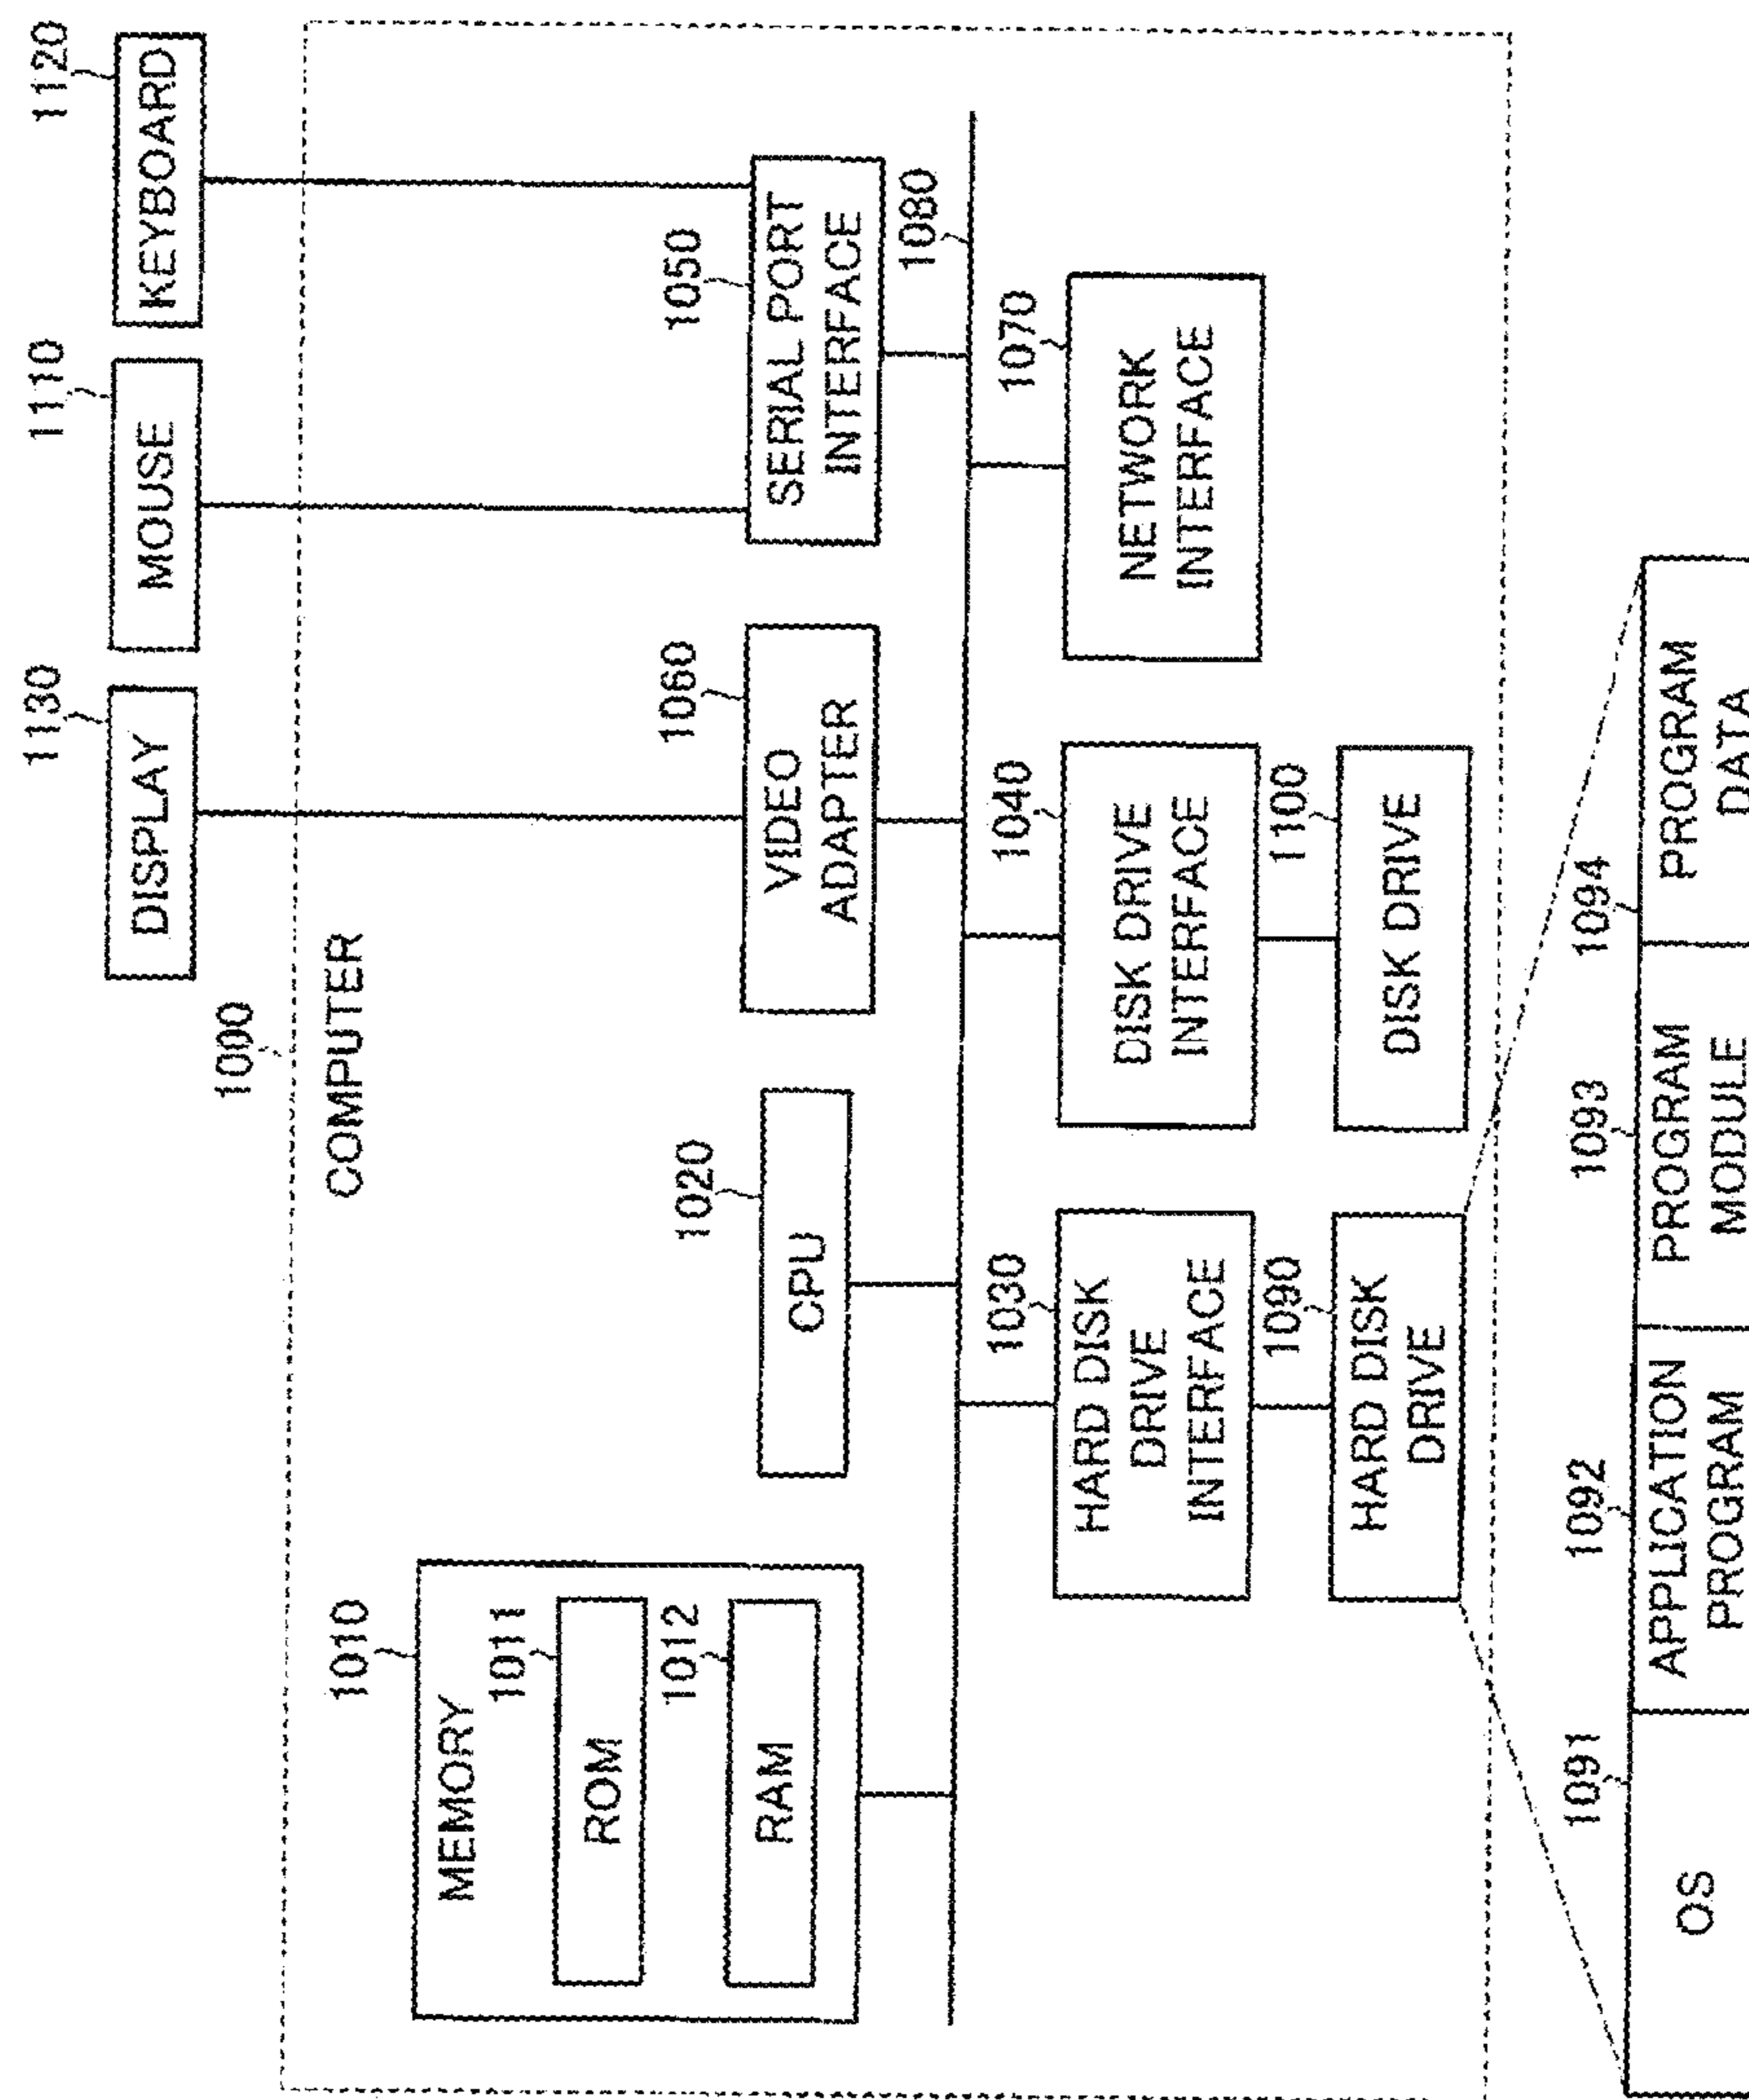 1130
1110
1120
DISPLAY
MOUSE
KEYBOARD
1000
COMPUTER
1010
MEMORY
1011
ROM
1012
RAM
1020
CPU
1060
VIDEO
ADAPTER
1050
SERIAL PORT
INTERFACE
1080
1030
HARD DISK
DRIVE
INTERFACE
1040
DISK DRIVE
INTERFACE
1070
NETWORK
INTERFACE
1090
HARD DISK
DRIVE
1100
DISK DRIVE
1091
OS
1092
APPLICATION
PROGRAM
1093
PROGRAM
MODULE
1094
PROGRAM
DATA